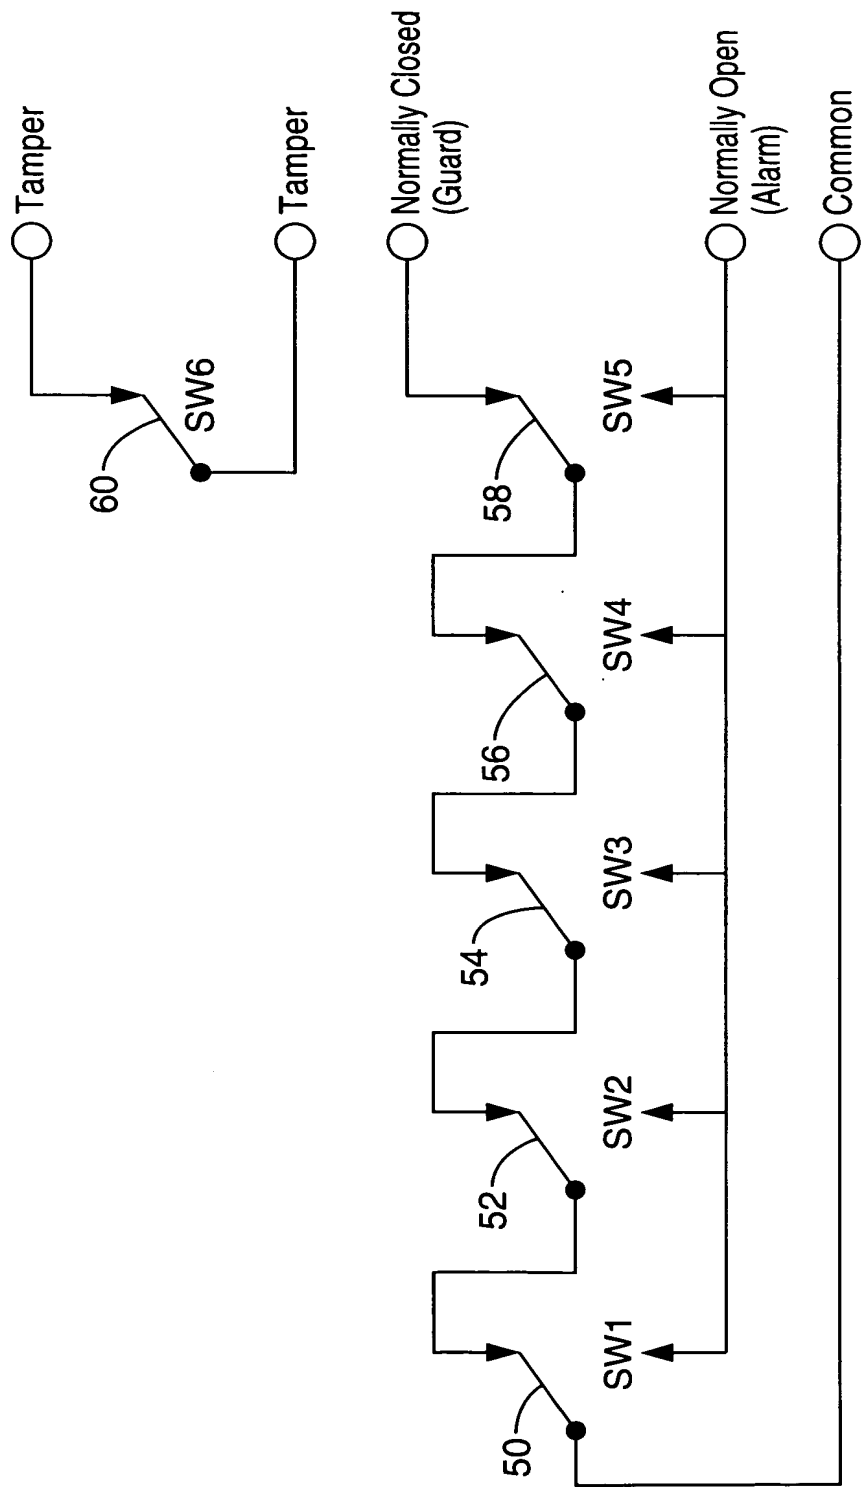 Tamper
60
SW6
Tamper
Normally Closed
(Guard)
58
SW5
56
SW4
54
SW3
52
SW2
50
SW1
Normally Open
(Alarm)
Common